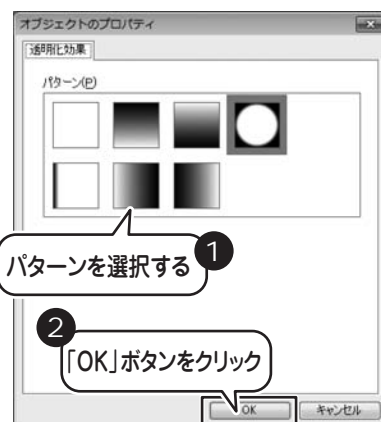 オブジェクトのプロパティ
透明化効果
パターン(P)
パターンを選択する
1
2
「OK」ボタンをクリック
OK
キャンセル